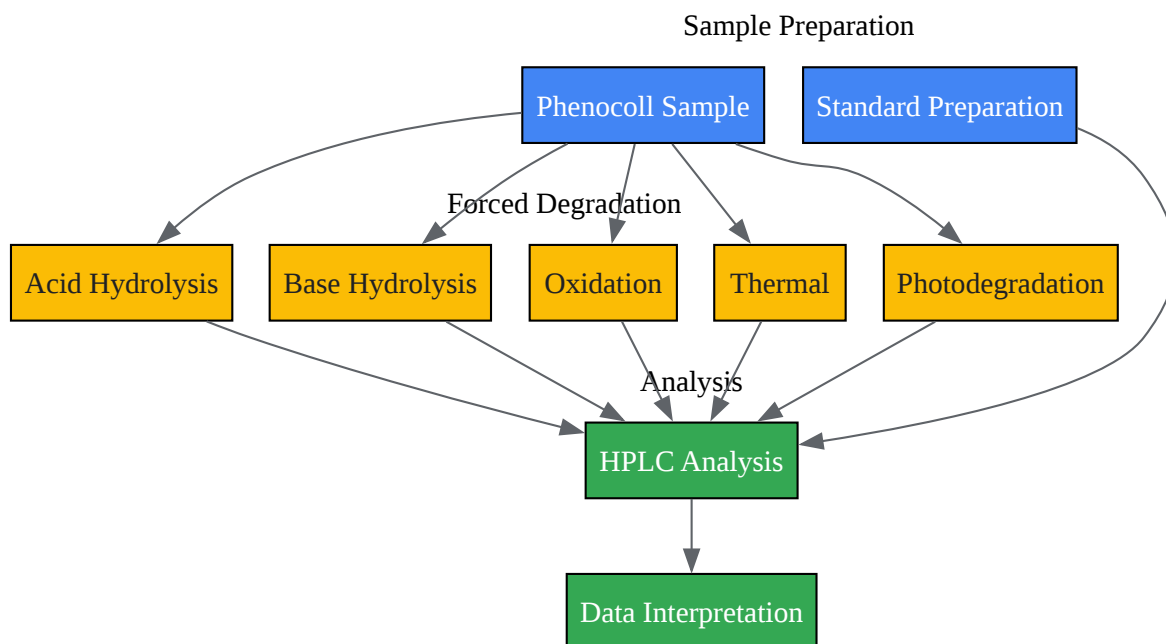 Sample Preparation
Phenocoll Sample
Standard Preparation
Forced Degradation
Acid Hydrolysis
Base Hydrolysis
Oxidation
Thermal
Photodegradation
Analysis
HPLC Analysis
Data Interpretation